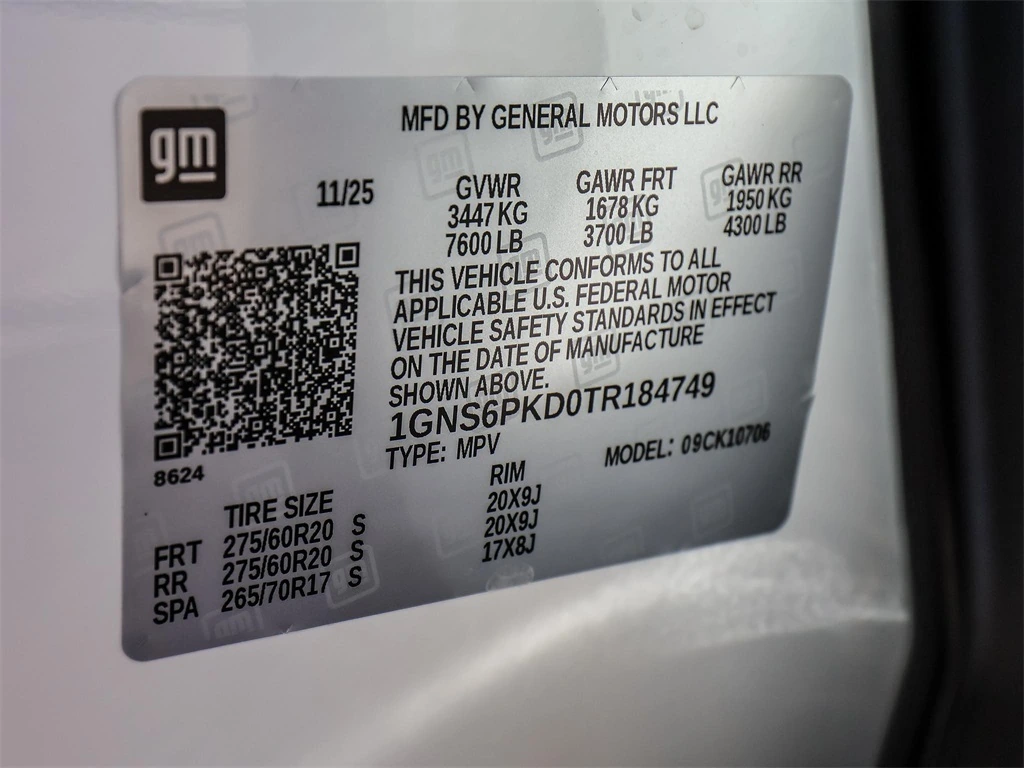 gm
MFD BY GENERAL MOTORS LLC
11/25 GVWR GAWR FRT GAWR RR
3447 KG 1678 KG 1950 KG
7600 LB 3700 LB 4300 LB
THIS VEHICLE CONFORMS TO ALL
APPLICABLE U.S. FEDERAL MOTOR
VEHICLE SAFETY STANDARDS IN EFFECT
ON THE DATE OF MANUFACTURE
SHOWN ABOVE.
1GNS6PKD0TR184749
TYPE: MPV MODEL: 09CK10706
8624
TIRE SIZE RIM
FRT 275/60R20 S 20X9J
RR 275/60R20 S 20X9J
SPA 265/70R17 S 17X8J